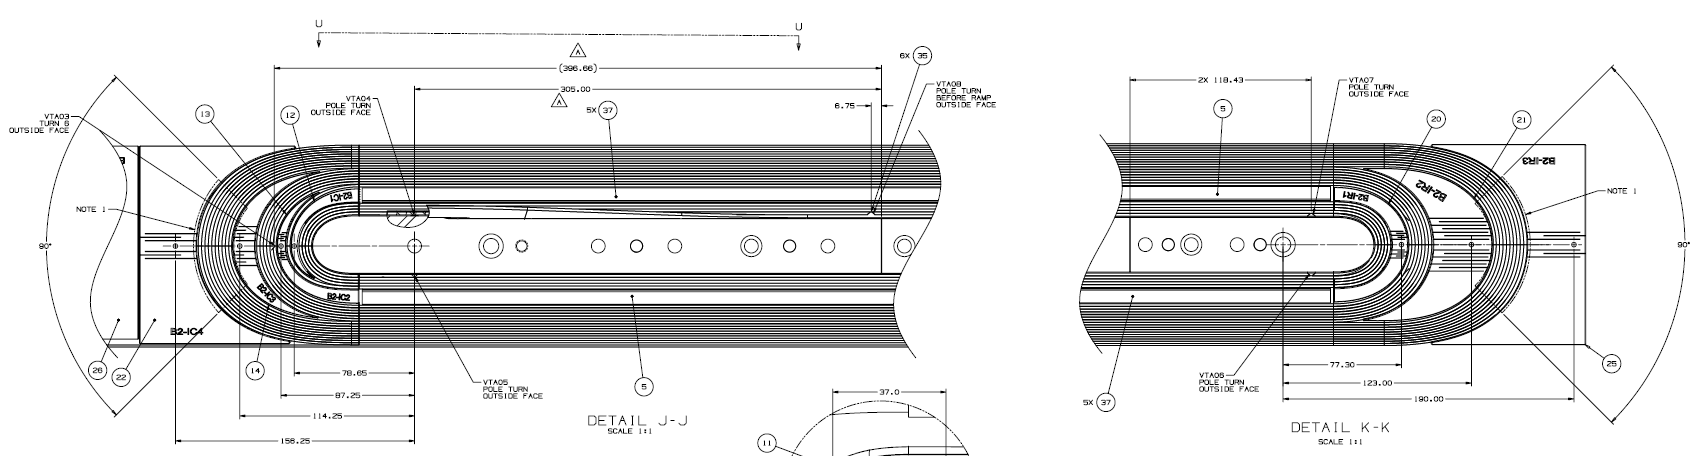 U
U
A
(396.66)
305.00
A
6X 35
VTA08
POLE TURN
BEFORE RAMP
OUTSIDE FACE
6.75
VTA04
POLE TURN
OUTSIDE FACE
5X 37
13
12
VTA03
TURN 6
OUTSIDE FACE
B2-IC1
NOTE 1
90°
B2-IC2
B2-IC3
B2-IC4
26
22
14
5
78.65
87.25
114.25
156.25
VTA05
POLE TURN
OUTSIDE FACE
DETAIL J-J
SCALE 1:1
37.0
11
2X 118.43
VTA07
POLE TURN
OUTSIDE FACE
5
20
21
B2-IR3
B2-IR2
B2-IR1
NOTE 1
90°
VTA06
POLE TURN
OUTSIDE FACE
5X 37
25
77.30
123.00
190.00
DETAIL K-K
SCALE 1:1